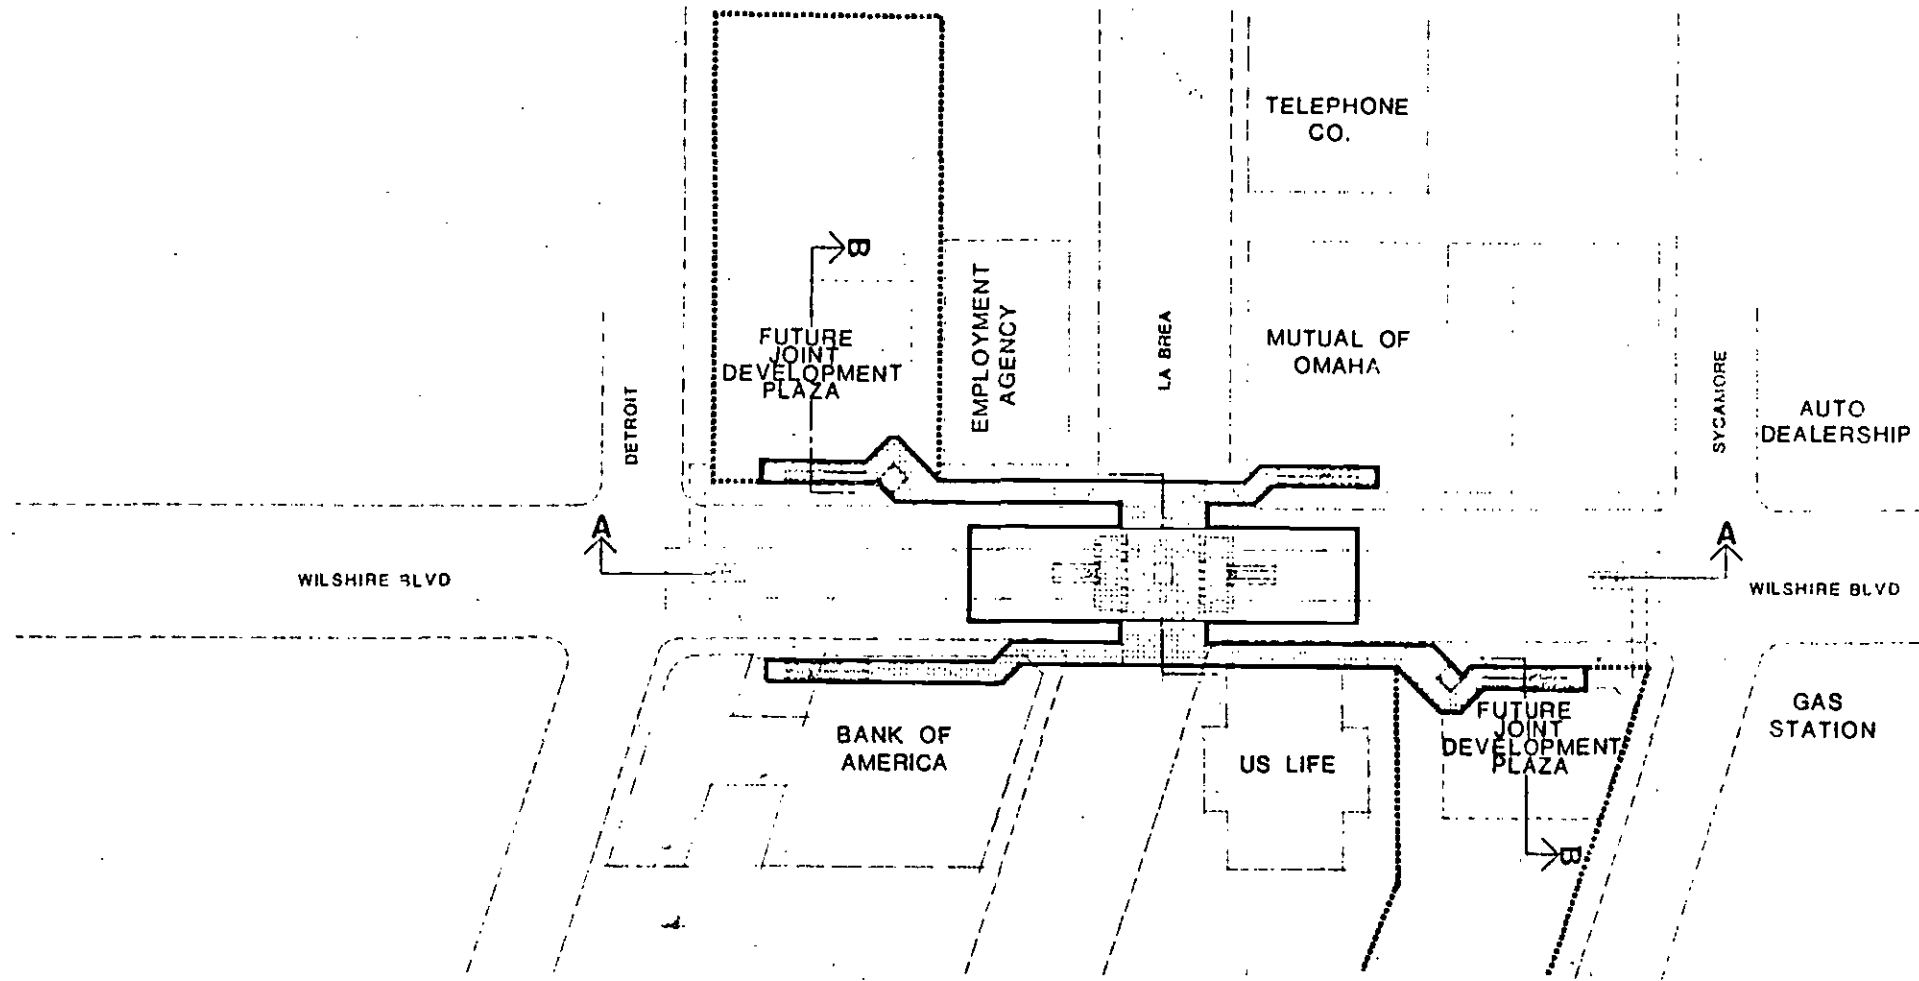 TELEPHONE
CO.
B
FUTURE
JOINT
DEVELOPMENT
PLAZA
EMPLOYMENT
AGENCY
LA BREA
MUTUAL OF
OMAHA
DETROIT
SYCAMORE
AUTO
DEALERSHIP
A
A
WILSHIRE BLVD
WILSHIRE BLVD
BANK OF
AMERICA
US LIFE
FUTURE
JOINT
DEVELOPMENT
PLAZA
GAS
STATION
B